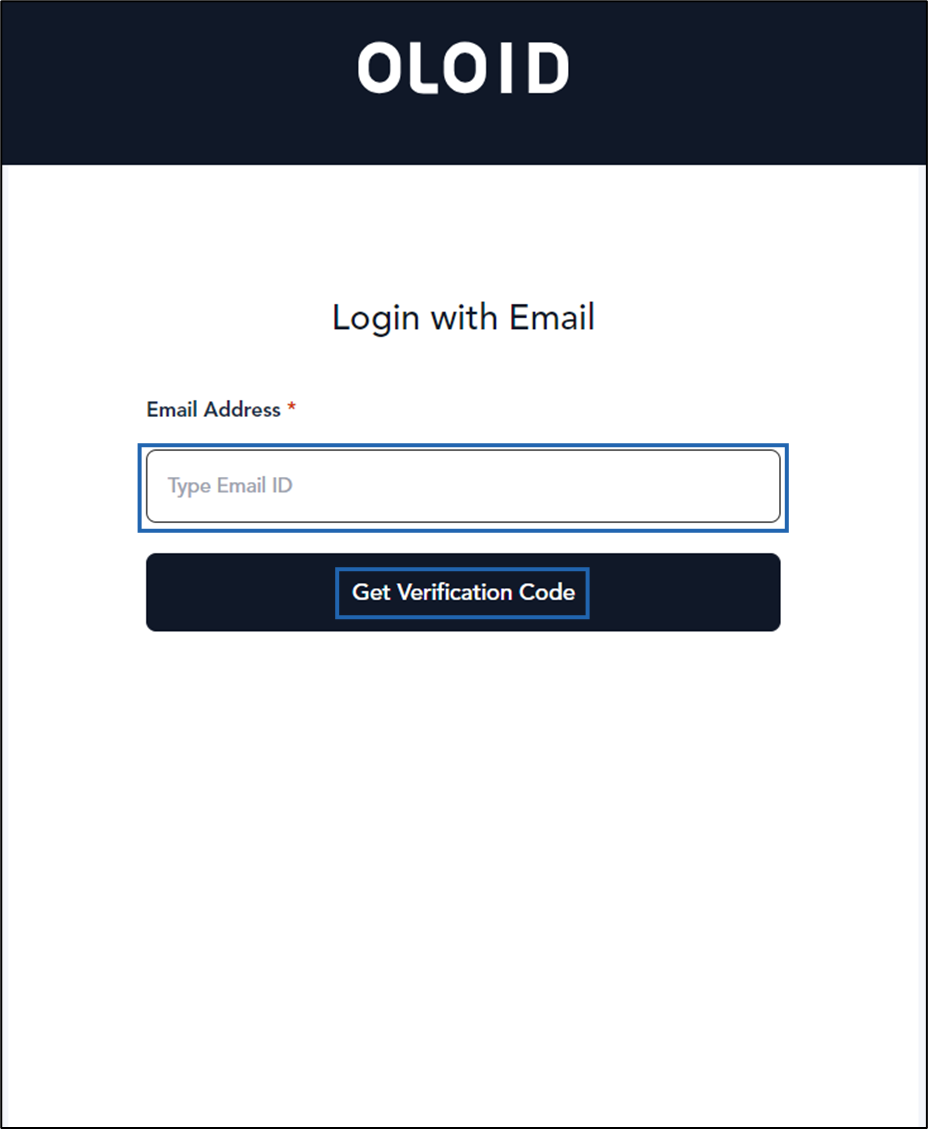 OLOID
Login with Email
Email Address *
Type Email ID
Get Verification Code